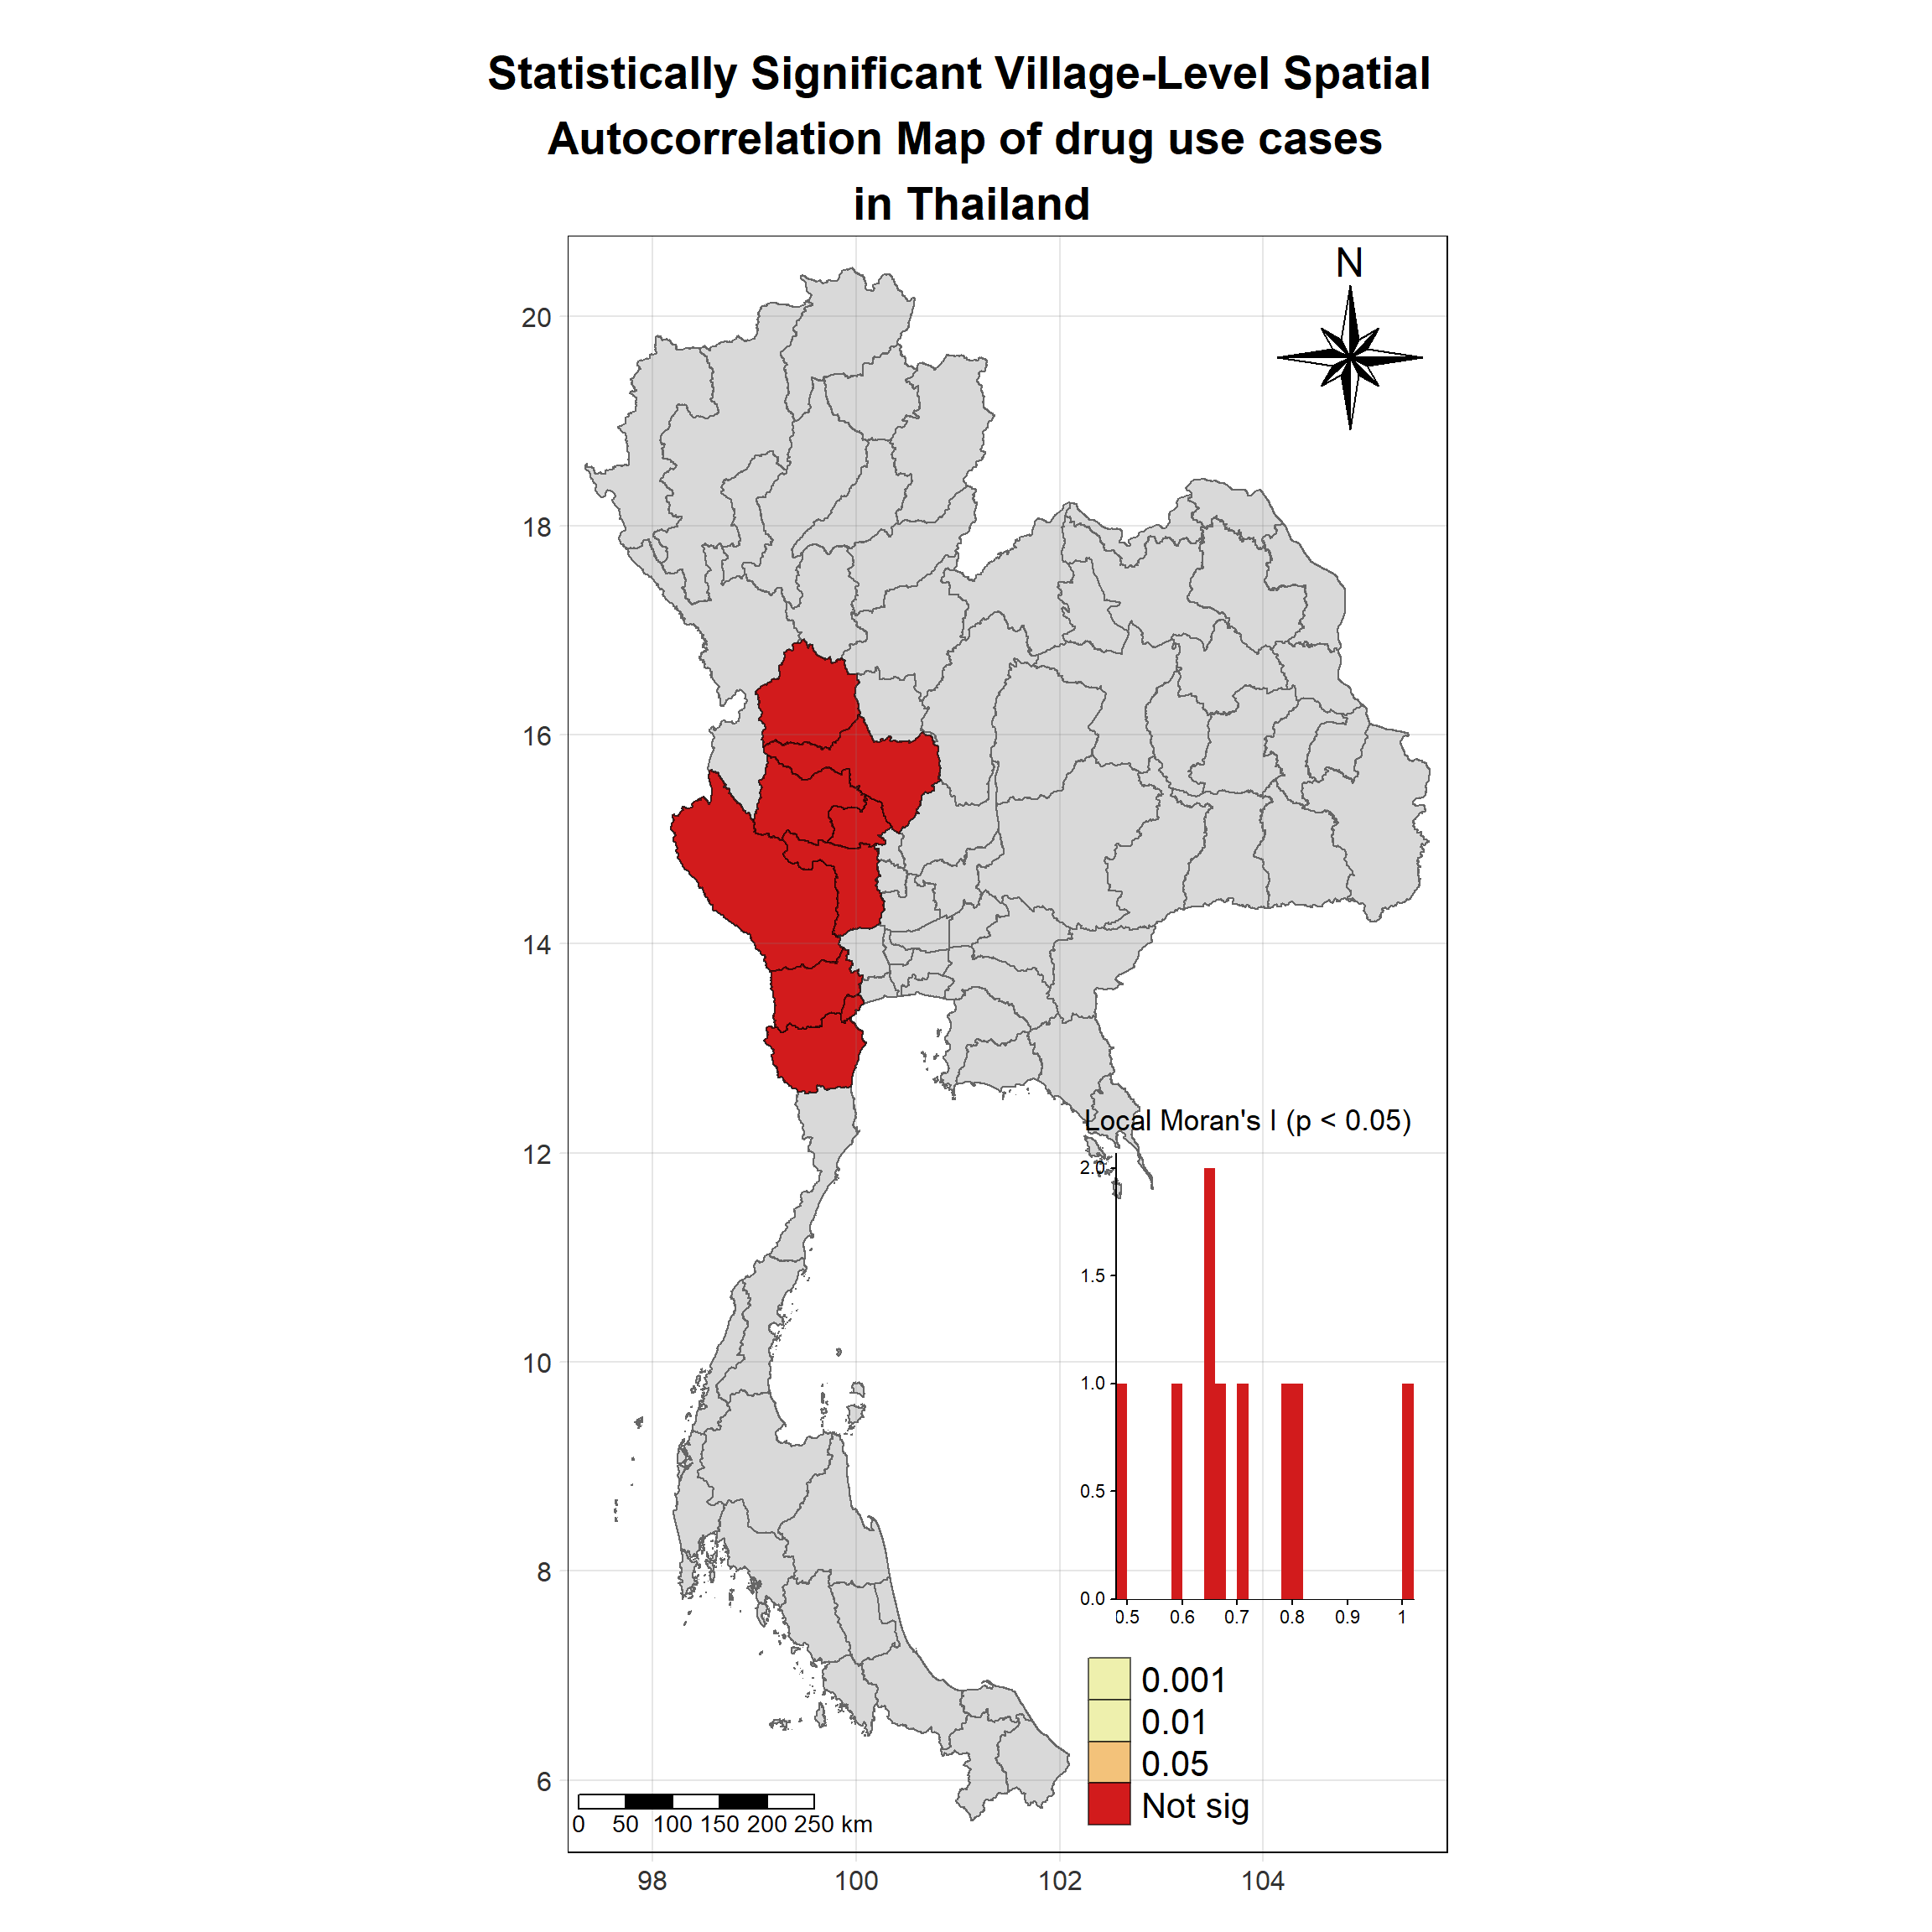 Statistically Significant Village-Level Spatial
Autocorrelation Map of drug use cases
in Thailand
N
20
18
16
14
12
10
8
6
Local Moran's I (p < 0.05)
2.0
1.5
1.0
0.5
0.0
0.5 0.6 0.7 0.8 0.9 1
0.001
0.01
0.05
Not sig
0 50 100 150 200 250 km
98 100 102 104